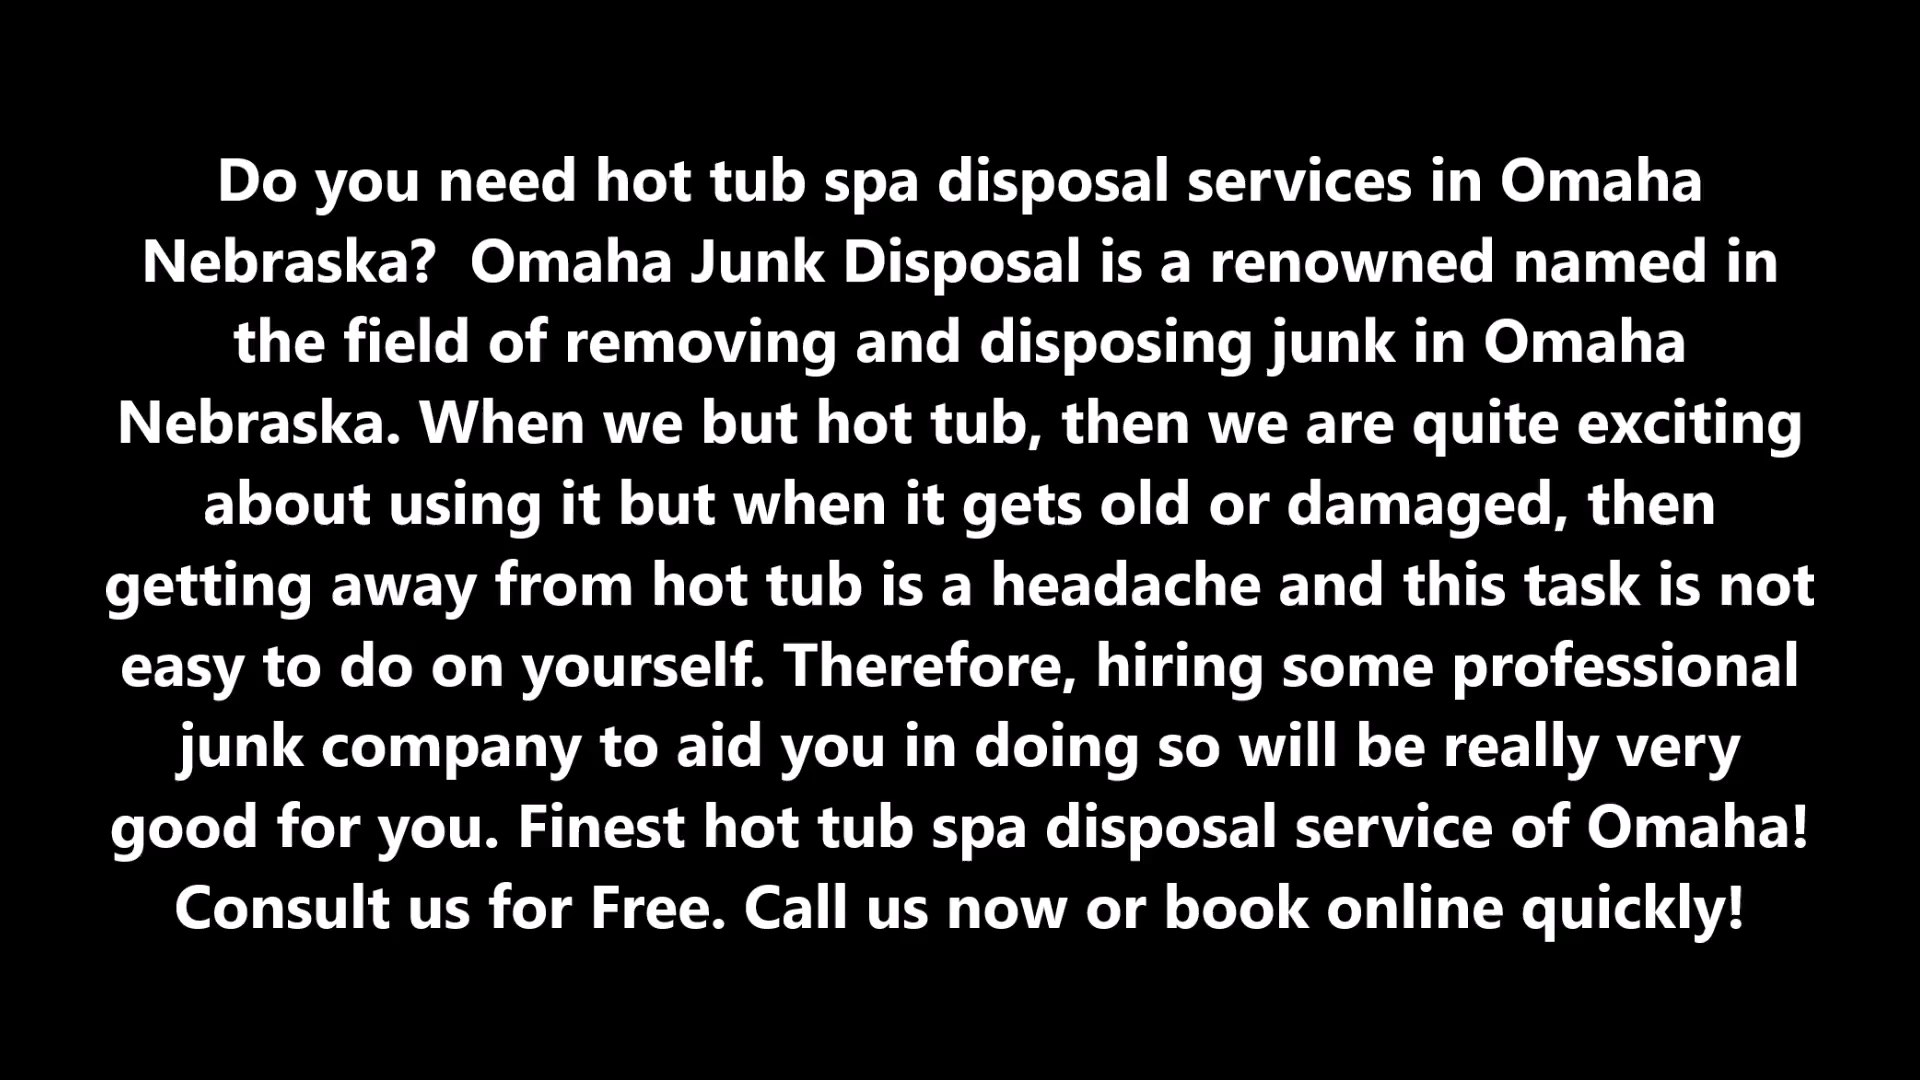 Do you need hot tub spa disposal services in Omaha
Nebraska?  Omaha Junk Disposal is a renowned named in
the field of removing and disposing junk in Omaha
Nebraska. When we but hot tub, then we are quite exciting
about using it but when it gets old or damaged, then
getting away from hot tub is a headache and this task is not
easy to do on yourself. Therefore, hiring some professional
junk company to aid you in doing so will be really very
good for you. Finest hot tub spa disposal service of Omaha!
Consult us for Free. Call us now or book online quickly!